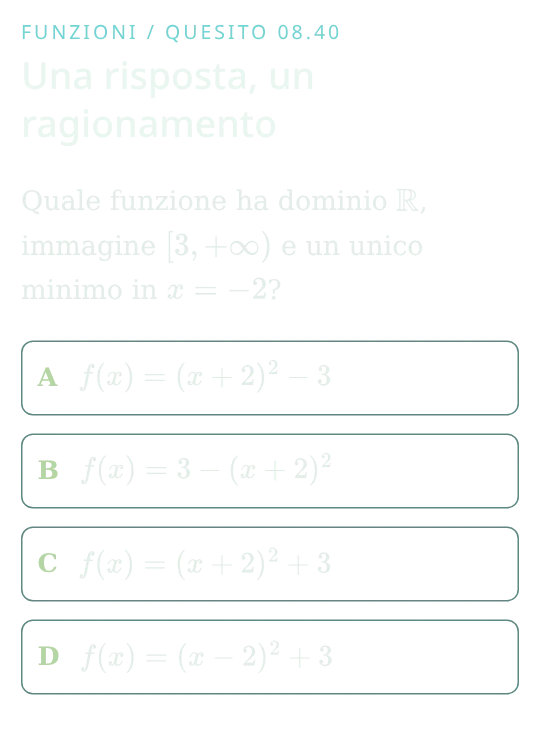 FUNZIONI / QUESITO 08.40
Una risposta, un
ragionamento
Quale funzione ha dominio ℝ,
immagine [3, +∞) e un unico
minimo in x = −2?
A f(x) = (x + 2)² − 3
B f(x) = 3 − (x + 2)²
C f(x) = (x + 2)² + 3
D f(x) = (x − 2)² + 3